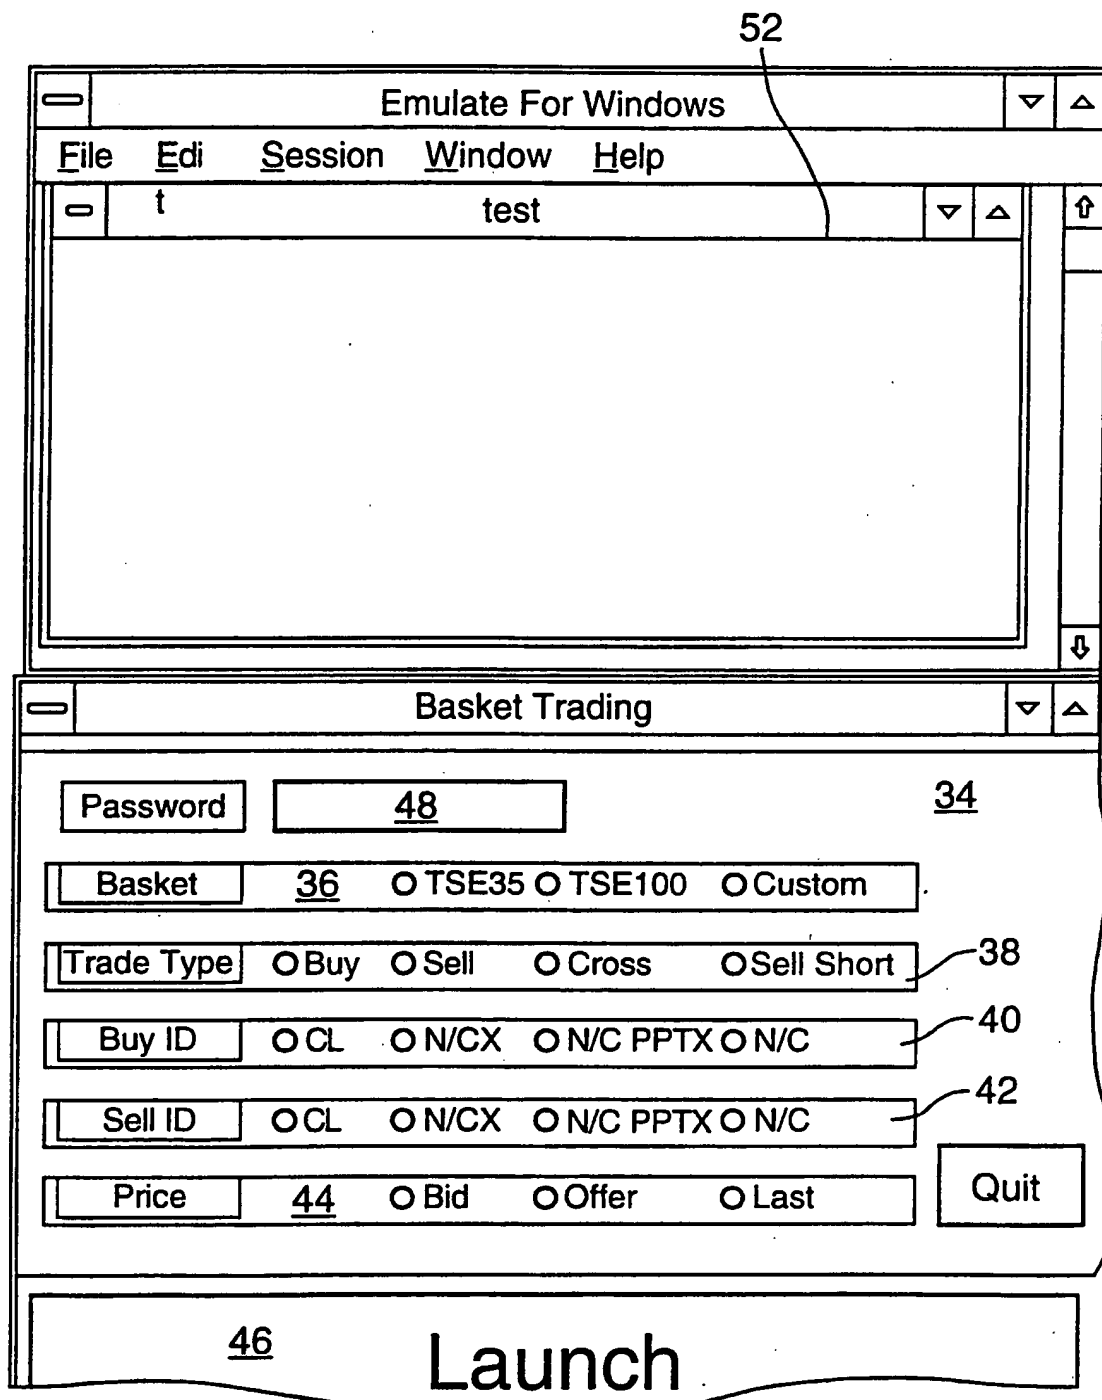 52
Emulate For Windows
File Edi Session Window Help
t test
Password 48 34
Basket 36 TSE35 TSE100 Custom
Trade Type Buy Sell Cross Sell Short 38
Buy ID CL N/CX N/C PPTX N/C 40
Sell ID CL N/CX N/C PPTX N/C 42
Price 44 Bid Offer Last
Quit
46 Launch
Basket Trading